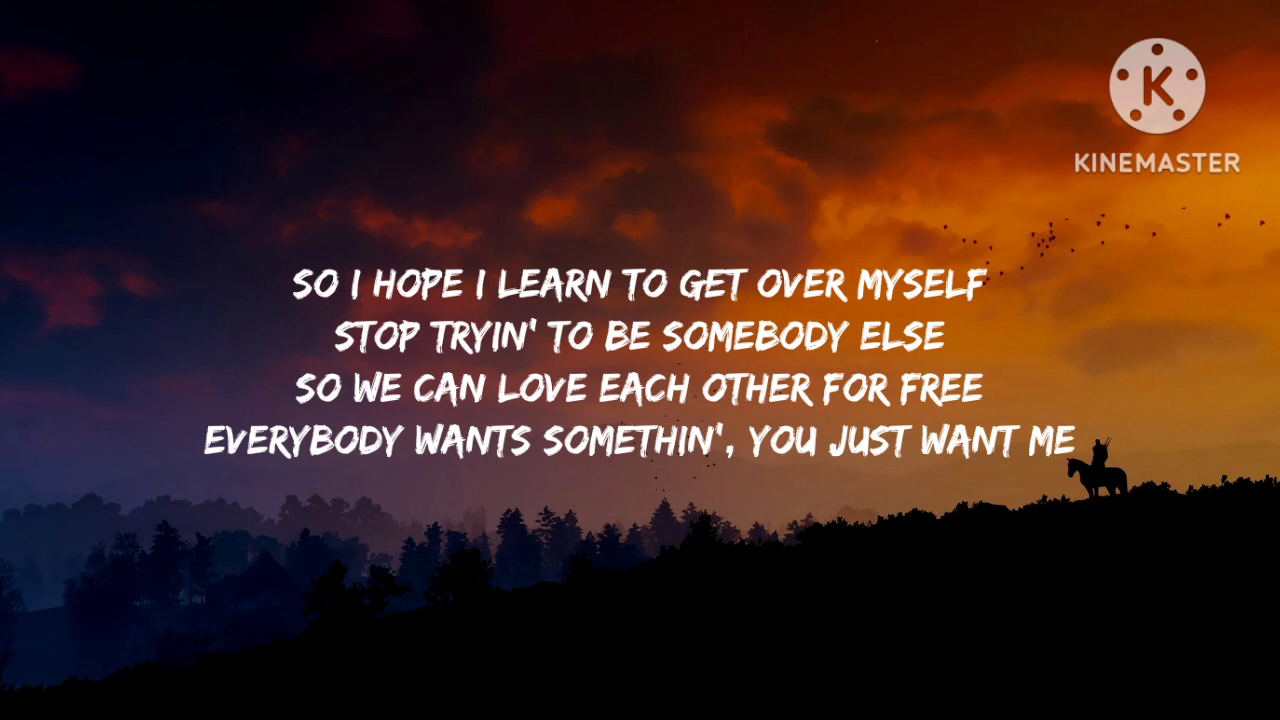 K
KINEMASTER
SO I HOPE I LEARN TO GET OVER MYSELF
STOP TRYIN' TO BE SOMEBODY ELSE
SO WE CAN LOVE EACH OTHER FOR FREE
EVERYBODY WANTS SOMETHIN', YOU JUST WANT ME